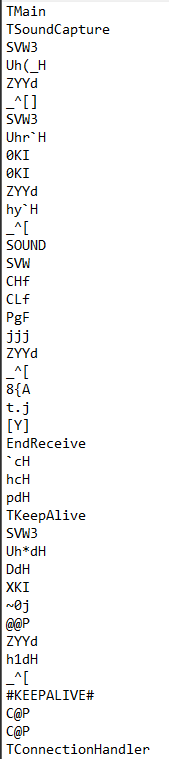 TMain
TSoundCapture
SVW3
Uh(_H
ZYYd
_^[]
SVW3
Uhr`H
0KI
0KI
ZYYd
hy`H
_^[
SOUND
SVW
CHf
CLf
PgF
jjj
ZYYd
_^[
8{A
t.j
[Y]
EndReceive
`cH
hcH
pdH
TKeepAlive
SVW3
Uh*dH
DdH
XKI
~0j
@@P
ZYYd
h1dH
_^[
#KEEPALIVE#
C@P
C@P
TConnectionHandler